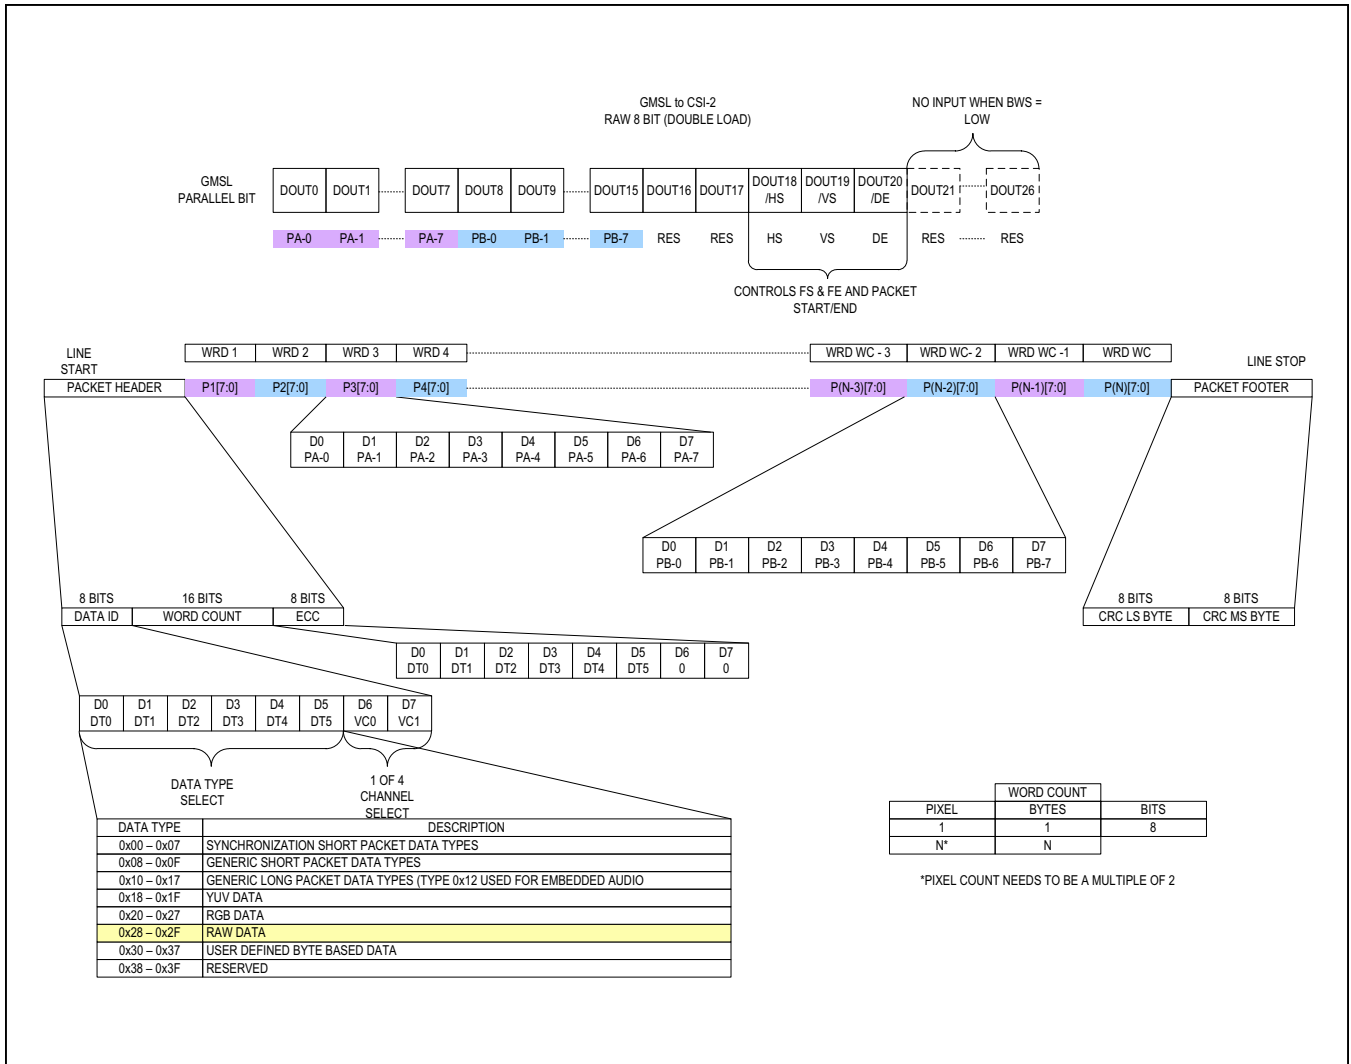 GMSL to CSI-2
RAW 8 BIT (DOUBLE LOAD)
NO INPUT WHEN BWS =
LOW
GMSL
PARALLEL BIT
DOUT0 DOUT1 DOUT7 DOUT8 DOUT9 DOUT15 DOUT16 DOUT17 DOUT18 /HS DOUT19 /VS DOUT20 /DE DOUT21 DOUT26
PA-0 PA-1 PA-7 PB-0 PB-1 PB-7 RES RES HS VS DE RES RES
CONTROLS FS & FE AND PACKET
START/END
LINE
START
WRD 1 WRD 2 WRD 3 WRD 4 WRD WC - 3 WRD WC- 2 WRD WC -1 WRD WC
LINE STOP
PACKET HEADER P1[7:0] P2[7:0] P3[7:0] P4[7:0] P(N-3)[7:0] P(N-2)[7:0] P(N-1)[7:0] P(N)[7:0] PACKET FOOTER
D0 D1 D2 D3 D4 D5 D6 D7
PA-0 PA-1 PA-2 PA-3 PA-4 PA-5 PA-6 PA-7
D0 D1 D2 D3 D4 D5 D6 D7
PB-0 PB-1 PB-2 PB-3 PB-4 PB-5 PB-6 PB-7
8 BITS 16 BITS 8 BITS
DATA ID WORD COUNT ECC
8 BITS 8 BITS
CRC LS BYTE CRC MS BYTE
D0 D1 D2 D3 D4 D5 D6 D7
DT0 DT1 DT2 DT3 DT4 DT5 0 0
D0 D1 D2 D3 D4 D5 D6 D7
DT0 DT1 DT2 DT3 DT4 DT5 VC0 VC1
DATA TYPE
SELECT
1 OF 4
CHANNEL
SELECT
DATA TYPE DESCRIPTION
0x00 – 0x07 SYNCHRONIZATION SHORT PACKET DATA TYPES
0x08 – 0x0F GENERIC SHORT PACKET DATA TYPES
0x10 – 0x17 GENERIC LONG PACKET DATA TYPES (TYPE 0x12 USED FOR EMBEDDED AUDIO
0x18 – 0x1F YUV DATA
0x20 – 0x27 RGB DATA
0x28 – 0x2F RAW DATA
0x30 – 0x37 USER DEFINED BYTE BASED DATA
0x38 – 0x3F RESERVED
WORD COUNT
PIXEL BYTES BITS
1 1 8
N* N
*PIXEL COUNT NEEDS TO BE A MULTIPLE OF 2